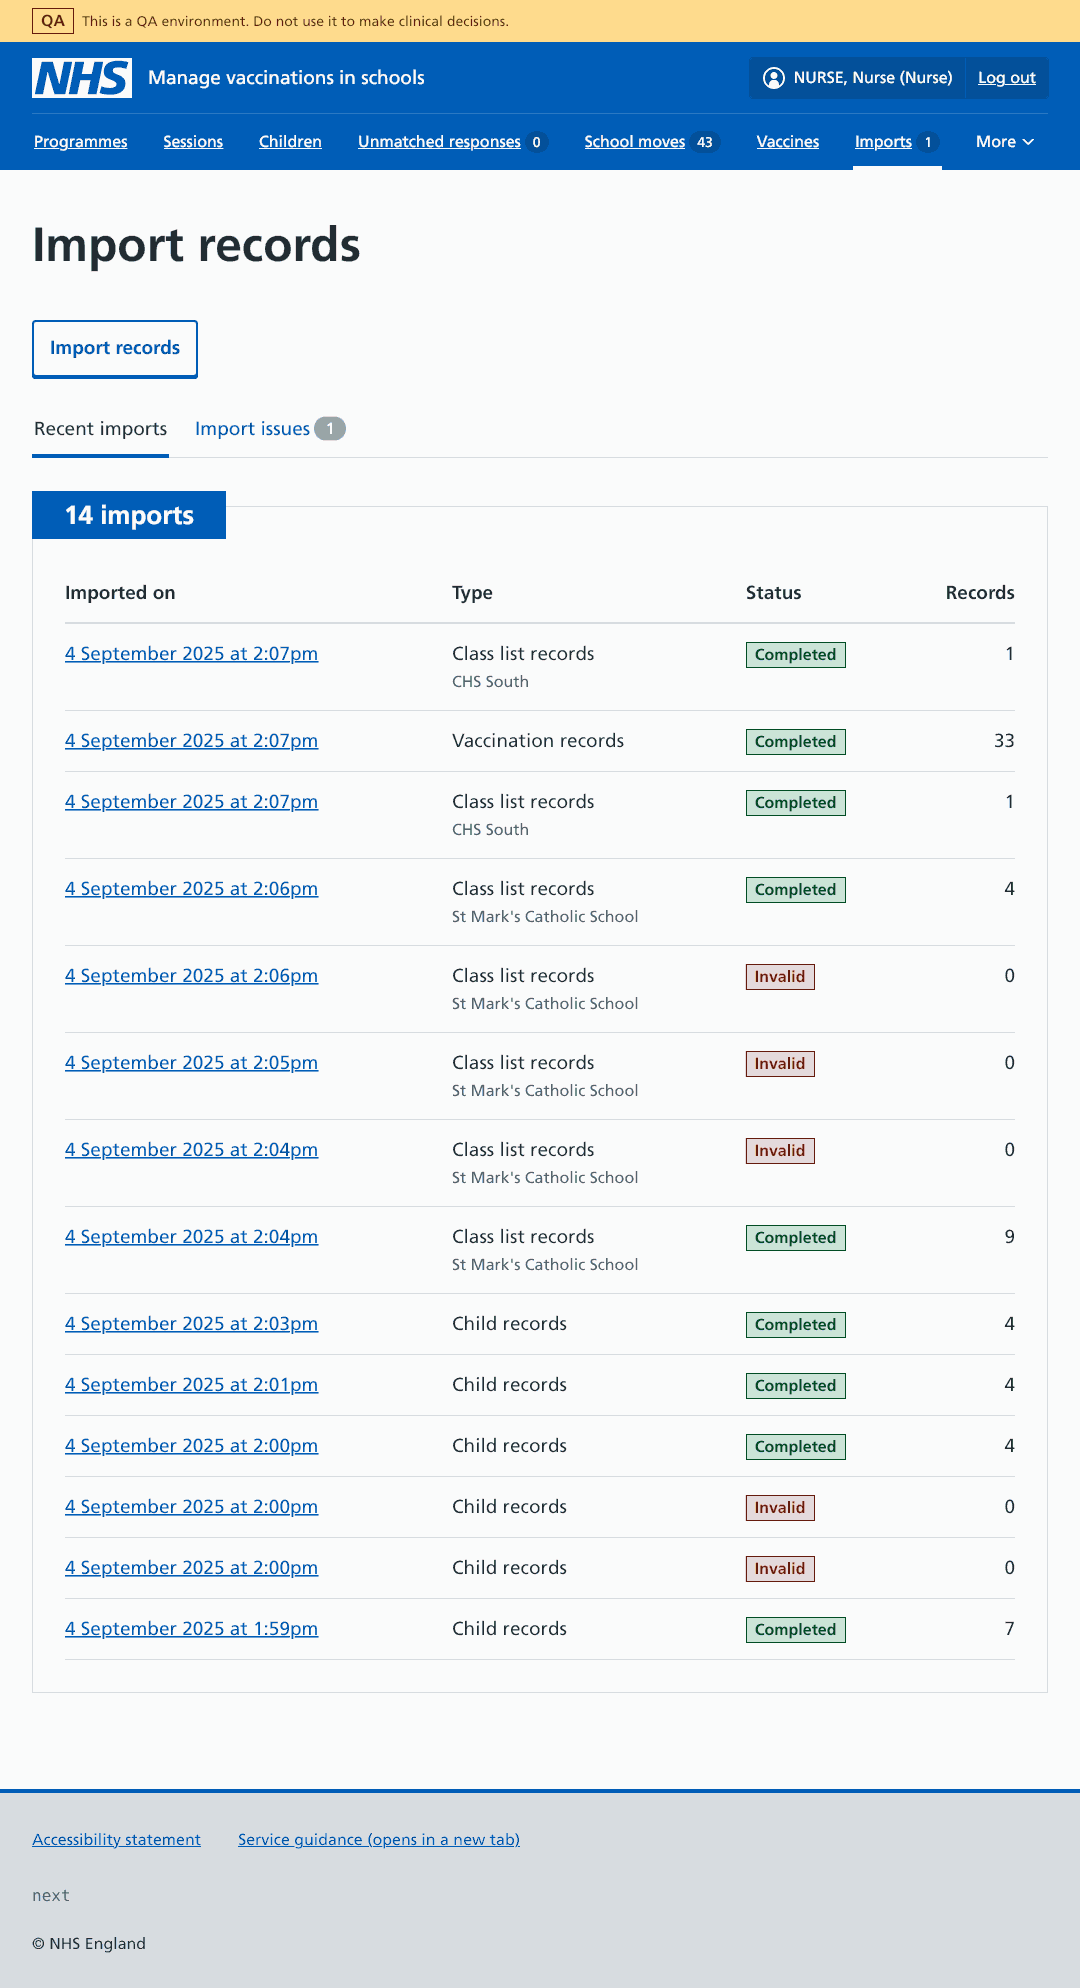 QA This is a QA environment. Do not use it to make clinical decisions.
NHS Manage vaccinations in schools NURSE, Nurse (Nurse) Log out
Programmes Sessions Children Unmatched responses 0 School moves 43 Vaccines Imports 1 More
Import records
Import records
Recent imports Import issues 1
14 imports
Imported on Type Status Records
4 September 2025 at 2:07pm Class list records Completed 1
CHS South
4 September 2025 at 2:07pm Vaccination records Completed 33
4 September 2025 at 2:07pm Class list records Completed 1
CHS South
4 September 2025 at 2:06pm Class list records Completed 4
St Mark's Catholic School
4 September 2025 at 2:06pm Class list records Invalid 0
St Mark's Catholic School
4 September 2025 at 2:05pm Class list records Invalid 0
St Mark's Catholic School
4 September 2025 at 2:04pm Class list records Invalid 0
St Mark's Catholic School
4 September 2025 at 2:04pm Class list records Completed 9
St Mark's Catholic School
4 September 2025 at 2:03pm Child records Completed 4
4 September 2025 at 2:01pm Child records Completed 4
4 September 2025 at 2:00pm Child records Completed 4
4 September 2025 at 2:00pm Child records Invalid 0
4 September 2025 at 2:00pm Child records Invalid 0
4 September 2025 at 1:59pm Child records Completed 7
Accessibility statement Service guidance (opens in a new tab)
next
© NHS England